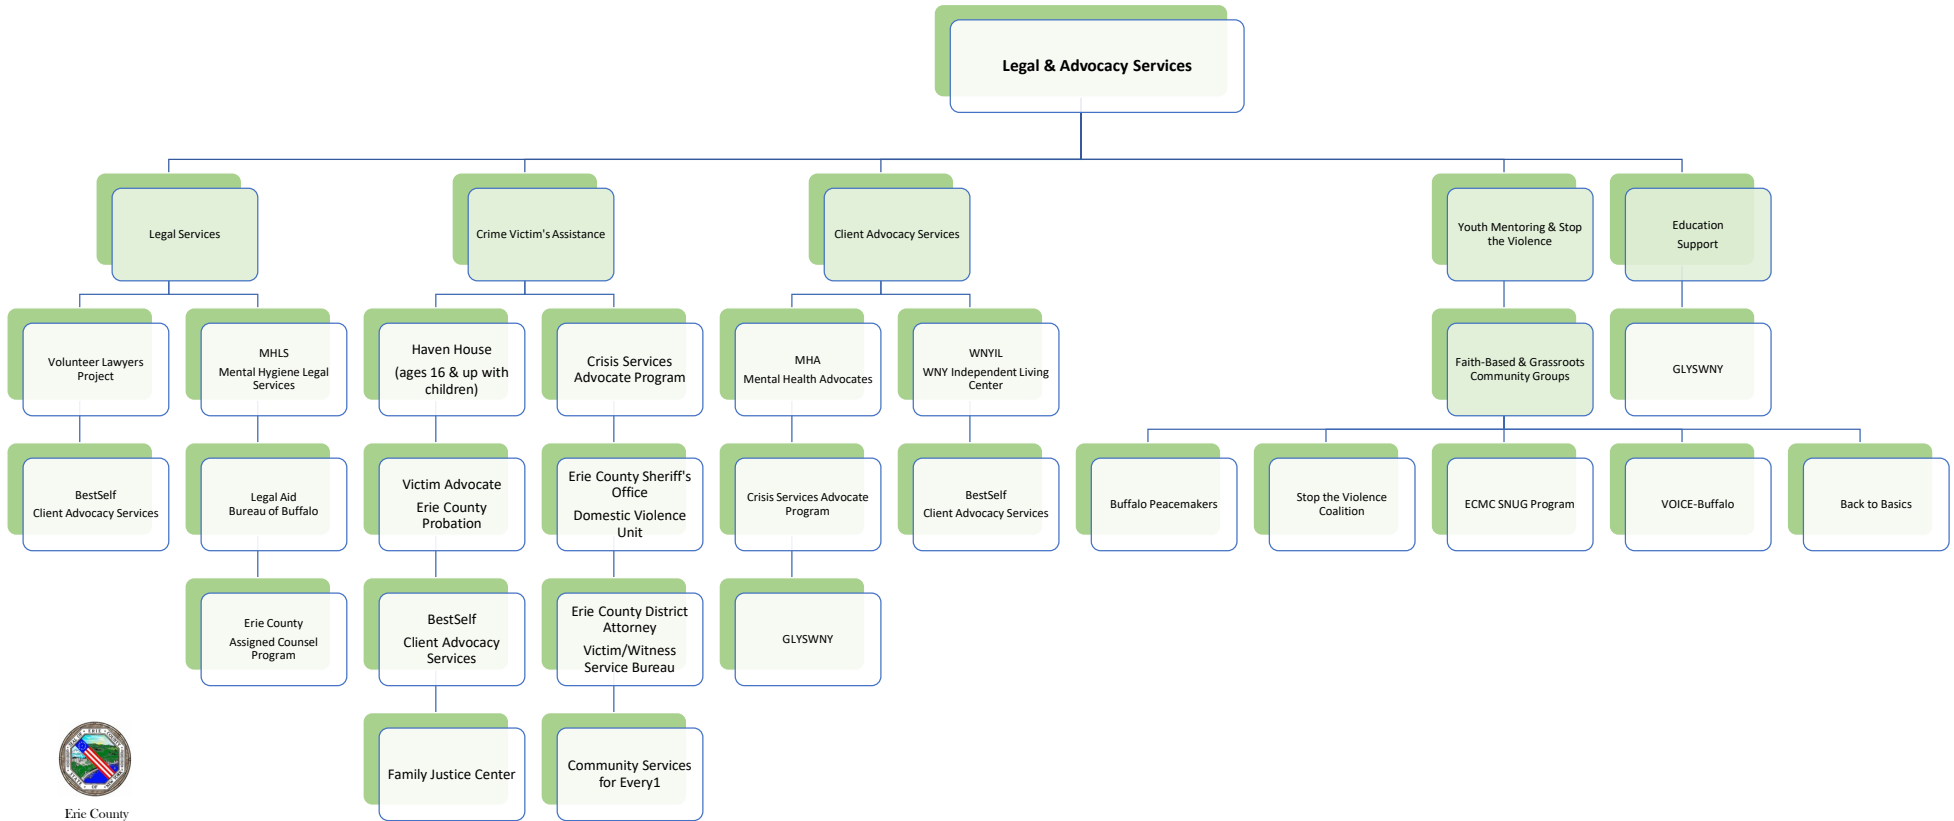 Legal & Advocacy Services
Legal Services
Crime Victim's Assistance
Client Advocacy Services
Youth Mentoring & Stop
the Violence
Education
Support
Volunteer Lawyers
Project
MHLS
Mental Hygiene Legal
Services
Haven House
(ages 16 & up with
children)
Crisis Services
Advocate Program
MHA
Mental Health Advocates
WNYIL
WNY Independent Living
Center
Faith-Based & Grassroots
Community Groups
GLYSWNY
BestSelf
Client Advocacy Services
Legal Aid
Bureau of Buffalo
Victim Advocate
Erie County
Probation
Erie County Sheriff's
Office
Domestic Violence
Unit
Crisis Services Advocate
Program
BestSelf
Client Advocacy Services
Buffalo Peacemakers
Stop the Violence
Coalition
ECMC SNUG Program
VOICE-Buffalo
Back to Basics
Erie County
Assigned Counsel
Program
BestSelf
Client Advocacy
Services
Erie County District
Attorney
Victim/Witness
Service Bureau
GLYSWNY
Family Justice Center
Community Services
for Every1
Erie County